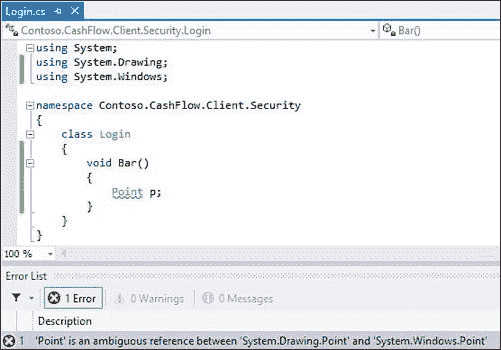 Login.cs
Contoso.CashFlow.Client.Security.Login Bar()
using System;
using System.Drawing;
using System.Windows;
namespace Contoso.CashFlow.Client.Security
{
class Login
{
void Bar()
{
Point p;
}
}
}
100 %
Error List
1 Error 0 Warnings 0 Messages
Description
1 'Point' is an ambiguous reference between 'System.Drawing.Point' and 'System.Windows.Point'